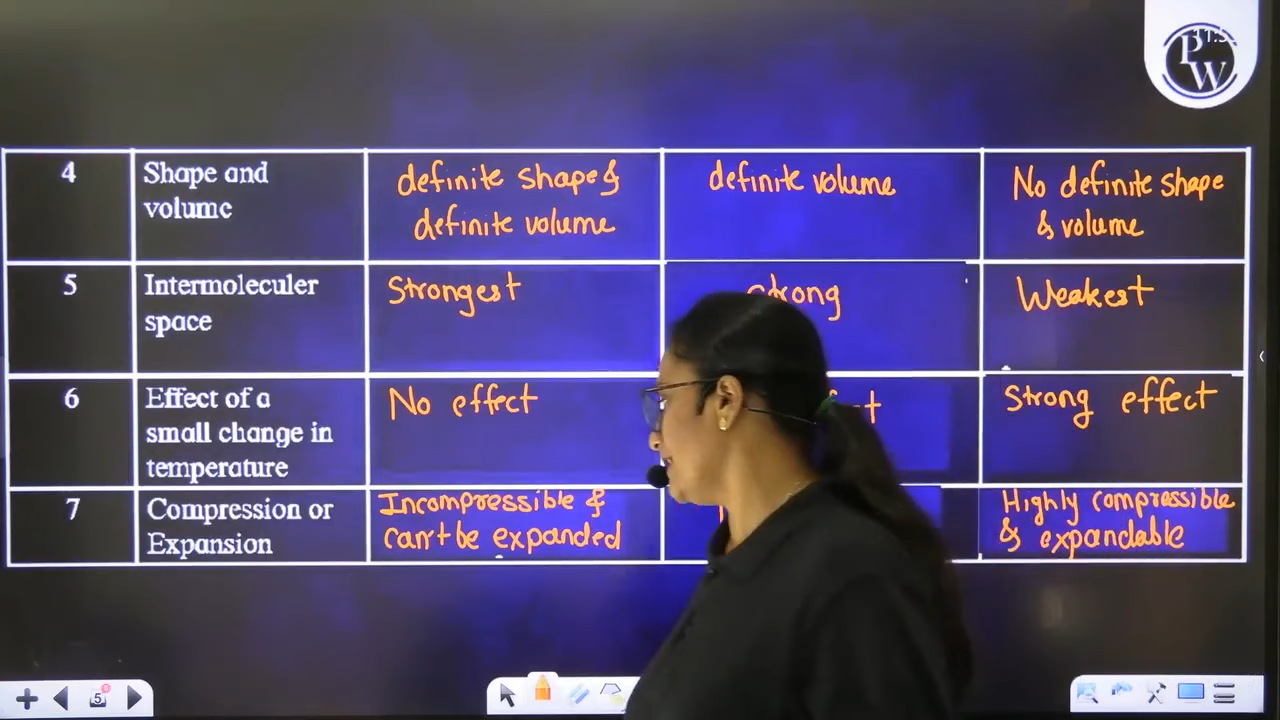 PW
4 Shape and volume definite shape & definite volume definite volume No definite shape & volume
5 Intermoleculer space Strongest strong Weakest
6 Effect of a small change in temperature No effect Strong effect
7 Compression or Expansion Incompressible & can't be expanded Highly compressible & expandable
5